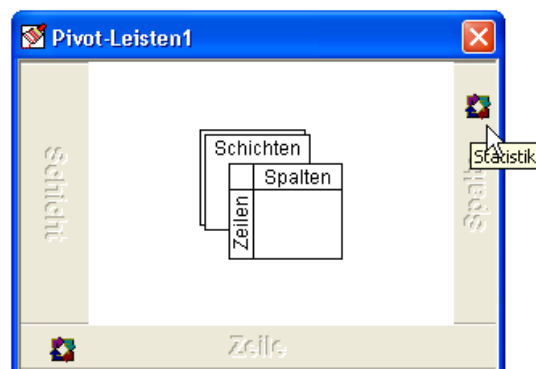 Pivot-Leisten1
Schicht
Schichten
Spalten
Zeilen
Statistik
Zeile